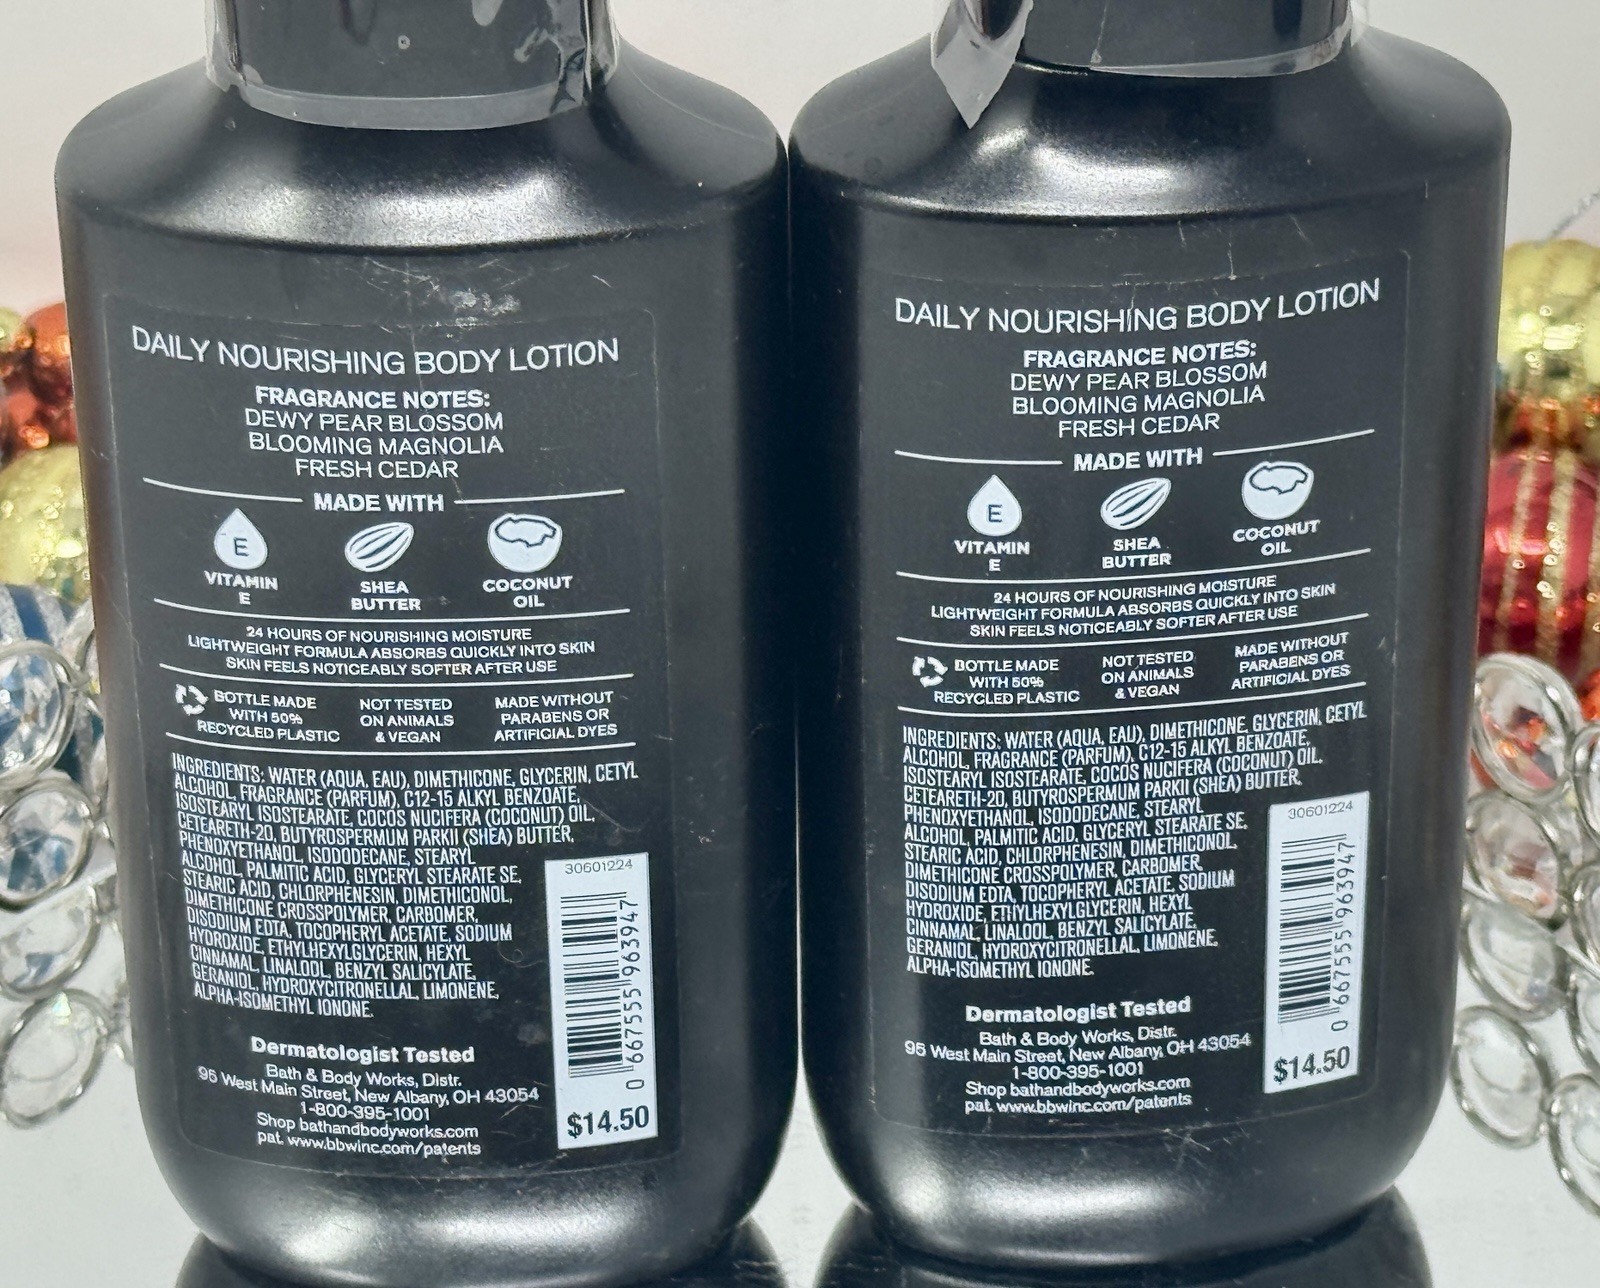 DAILY NOURISHING BODY LOTION
FRAGRANCE NOTES:
DEWY PEAR BLOSSOM
BLOOMING MAGNOLIA
FRESH CEDAR
MADE WITH
E
VITAMIN
E
SHEA
BUTTER
COCONUT
OIL
24 HOURS OF NOURISHING MOISTURE
LIGHTWEIGHT FORMULA ABSORBS QUICKLY INTO SKIN
SKIN FEELS NOTICEABLY SOFTER AFTER USE
BOTTLE MADE
WITH 50%
RECYCLED PLASTIC
NOT TESTED
ON ANIMALS
& VEGAN
MADE WITHOUT
PARABENS OR
ARTIFICIAL DYES
INGREDIENTS: WATER (AQUA, EAU), DIMETHICONE, GLYCERIN, CETYL
ALCOHOL, FRAGRANCE (PARFUM), C12-15 ALKYL BENZOATE,
ISOSTEARYL ISOSTEARATE, COCOS NUCIFERA (COCONUT) OIL,
CETEARETH-20, BUTYROSPERMUM PARKII (SHEA) BUTTER,
PHENOXYETHANOL, ISODODECANE, STEARYL
ALCOHOL, PALMITIC ACID, GLYCERYL STEARATE SE,
STEARIC ACID, CHLORPHENESIN, DIMETHICONOL,
DIMETHICONE CROSSPOLYMER, CARBOMER,
DISODIUM EDTA, TOCOPHERYL ACETATE, SODIUM
HYDROXIDE, ETHYLHEXYLGLYCERIN, HEXYL
CINNAMAL, LINALOOL, BENZYL SALICYLATE,
GERANIOL, HYDROXYCITRONELLAL, LIMONENE,
ALPHA-ISOMETHYL IONONE.
30601224
0 667555 963947
$14.50
Dermatologist Tested
Bath & Body Works, Distr.
95 West Main Street, New Albany, OH 43054
1-800-395-1001
Shop bathandbodyworks.com
pat. www.bbwinc.com/patents
DAILY NOURISHING BODY LOTION
FRAGRANCE NOTES:
DEWY PEAR BLOSSOM
BLOOMING MAGNOLIA
FRESH CEDAR
MADE WITH
E
VITAMIN
E
SHEA
BUTTER
COCONUT
OIL
24 HOURS OF NOURISHING MOISTURE
LIGHTWEIGHT FORMULA ABSORBS QUICKLY INTO SKIN
SKIN FEELS NOTICEABLY SOFTER AFTER USE
BOTTLE MADE
WITH 50%
RECYCLED PLASTIC
NOT TESTED
ON ANIMALS
& VEGAN
MADE WITHOUT
PARABENS OR
ARTIFICIAL DYES
INGREDIENTS: WATER (AQUA, EAU), DIMETHICONE, GLYCERIN, CETYL
ALCOHOL, FRAGRANCE (PARFUM), C12-15 ALKYL BENZOATE,
ISOSTEARYL ISOSTEARATE, COCOS NUCIFERA (COCONUT) OIL,
CETEARETH-20, BUTYROSPERMUM PARKII (SHEA) BUTTER,
PHENOXYETHANOL, ISODODECANE, STEARYL
ALCOHOL, PALMITIC ACID, GLYCERYL STEARATE SE,
STEARIC ACID, CHLORPHENESIN, DIMETHICONOL,
DIMETHICONE CROSSPOLYMER, CARBOMER,
DISODIUM EDTA, TOCOPHERYL ACETATE, SODIUM
HYDROXIDE, ETHYLHEXYLGLYCERIN, HEXYL
CINNAMAL, LINALOOL, BENZYL SALICYLATE,
GERANIOL, HYDROXYCITRONELLAL, LIMONENE,
ALPHA-ISOMETHYL IONONE.
30601224
0 667555 963947
$14.50
Dermatologist Tested
Bath & Body Works, Distr.
95 West Main Street, New Albany, OH 43054
1-800-395-1001
Shop bathandbodyworks.com
pat. www.bbwinc.com/patents